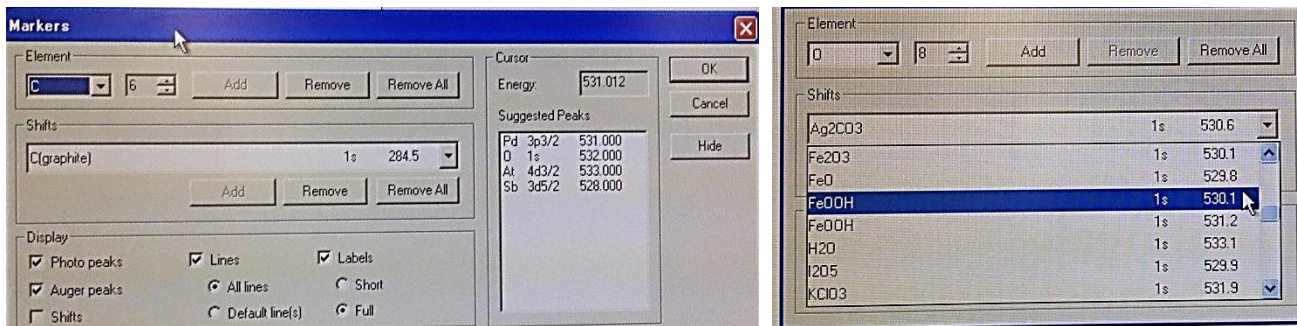 Markers
Element
C 6 Add Remove Remove All
Shifts
C(graphite) 1s 284.5
Add Remove Remove All
Display
Photo peaks
Auger peaks
Shifts
Lines
All lines
Default line(s)
Labels
Short
Full
Cursor
Energy: 531.012
Suggested Peaks
Pd 3p3/2 531.000
O 1s 532.000
At 4d3/2 533.000
Sb 3d5/2 528.000
OK
Cancel
Hide
Element
O 8 Add Remove Remove All
Shifts
Ag2CO3 1s 530.6
Fe2O3 1s 530.1
FeO 1s 529.8
FeOOH 1s 530.1
FeOOH 1s 531.2
H2O 1s 533.1
I2O5 1s 529.9
KClO3 1s 531.9